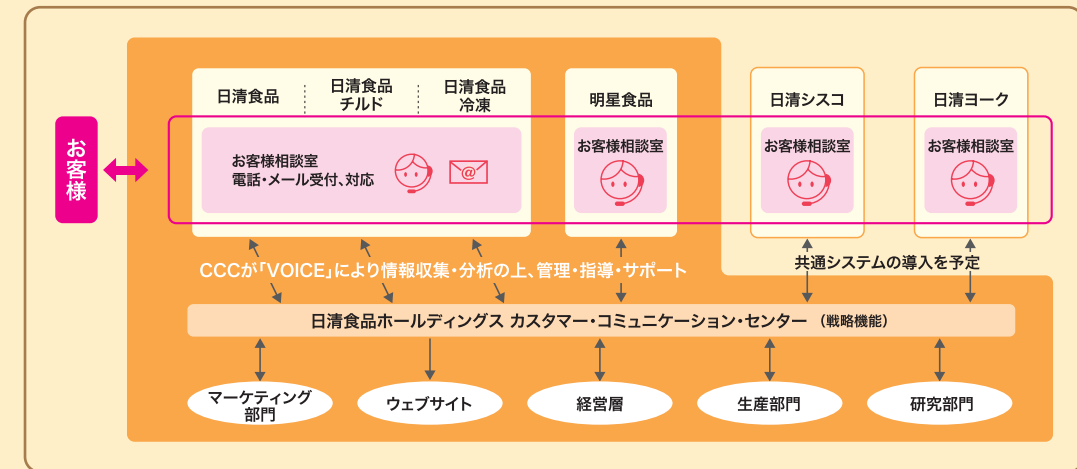 お客様
日清食品
日清食品
チルド
日清食品
冷凍
明星食品
日清シスコ
日清ヨーク
お客様相談室
電話・メール受付、対応
@
お客様相談室
お客様相談室
お客様相談室
CCCが「VOICE」により情報収集・分析の上、管理・指導・サポート
共通システムの導入を予定
日清食品ホールディングス カスタマー・コミュニケーション・センター （戦略機能）
マーケティング
部門
ウェブサイト
経営層
生産部門
研究部門